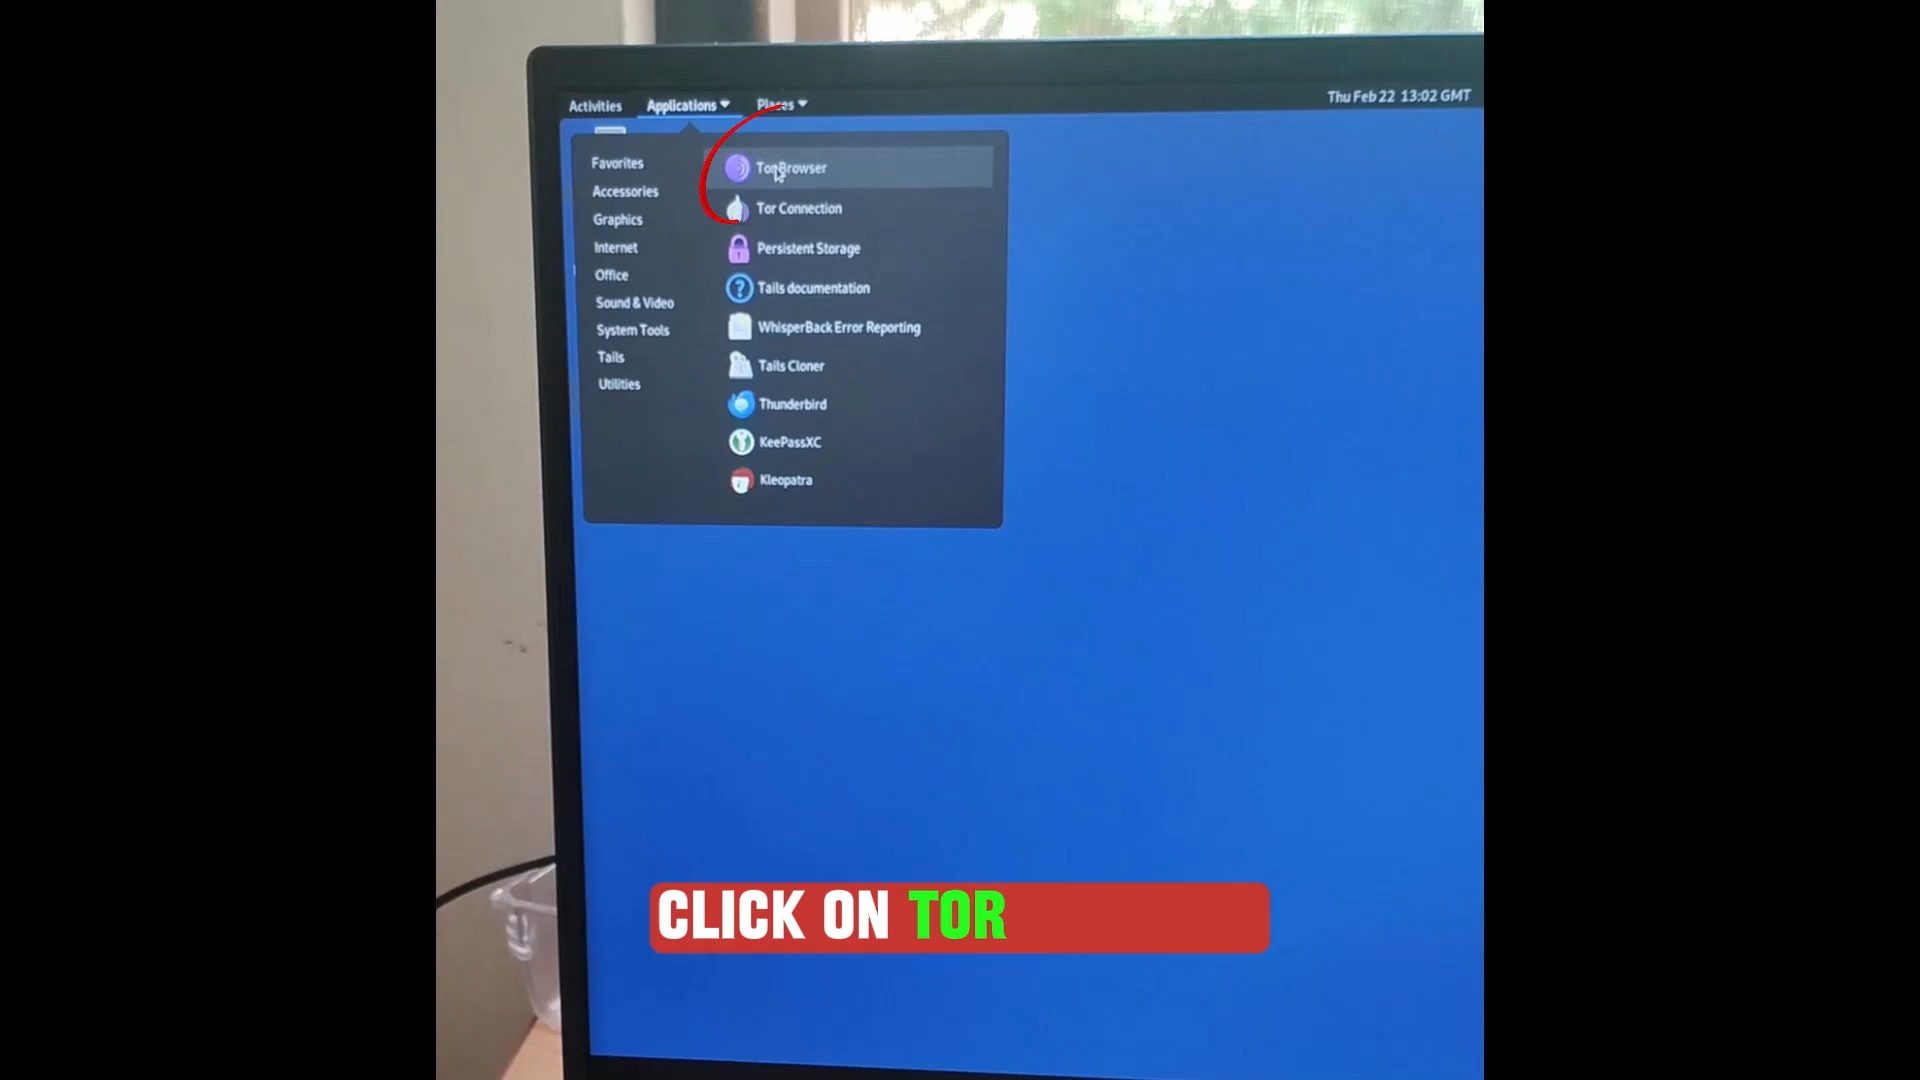 Activities Applications Places Thu Feb 22 13:02 GMT
Favorites
Accessories
Graphics
Internet
Office
Sound & Video
System Tools
Tails
Utilities
Tor Browser
Tor Connection
Persistent Storage
Tails documentation
WhisperBack Error Reporting
Tails Cloner
Thunderbird
KeePassXC
Kleopatra
CLICK ON TOR